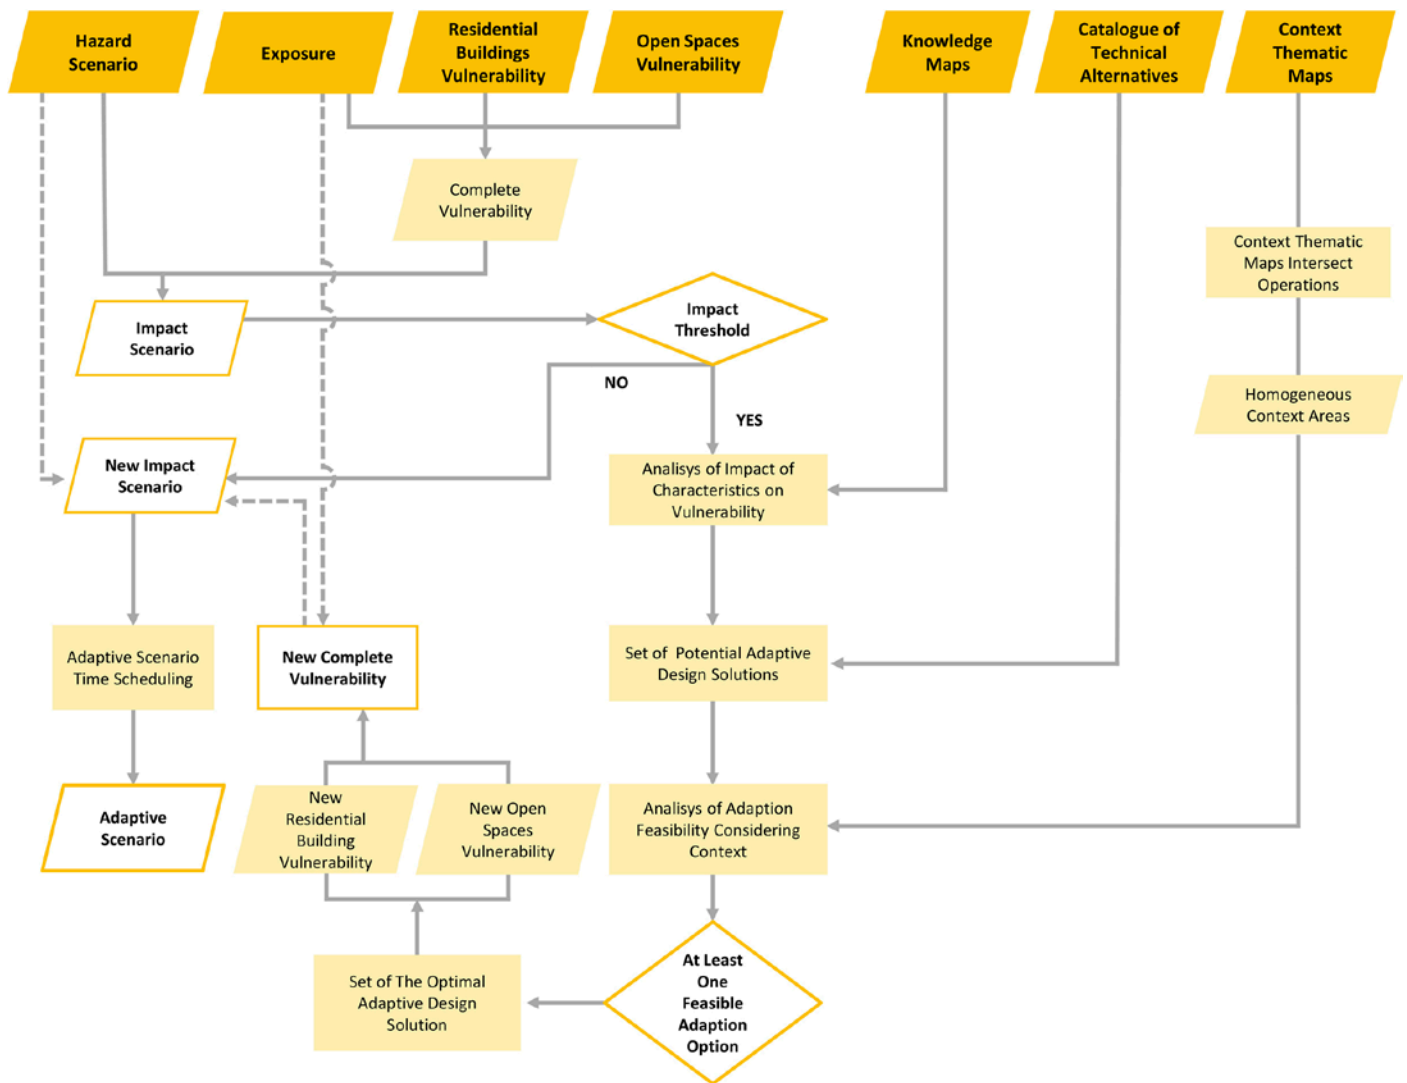 Hazard
Scenario
Exposure
Residential
Buildings
Vulnerability
Open Spaces
Vulnerability
Knowledge
Maps
Catalogue of
Technical
Alternatives
Context
Thematic
Maps
Complete
Vulnerability
Context Thematic
Maps Intersect
Operations
Impact
Scenario
Impact
Threshold
NO
YES
Homogeneous
Context Areas
New Impact
Scenario
Analisys of Impact of
Characteristics on
Vulnerability
Adaptive Scenario
Time Scheduling
New Complete
Vulnerability
Set of Potential Adaptive
Design Solutions
Adaptive
Scenario
New
Residential
Building
Vulnerability
New Open
Spaces
Vulnerability
Analisys of Adaption
Feasibility Considering
Context
Set of The Optimal
Adaptive Design
Solution
At Least
One
Feasible
Adaption
Option